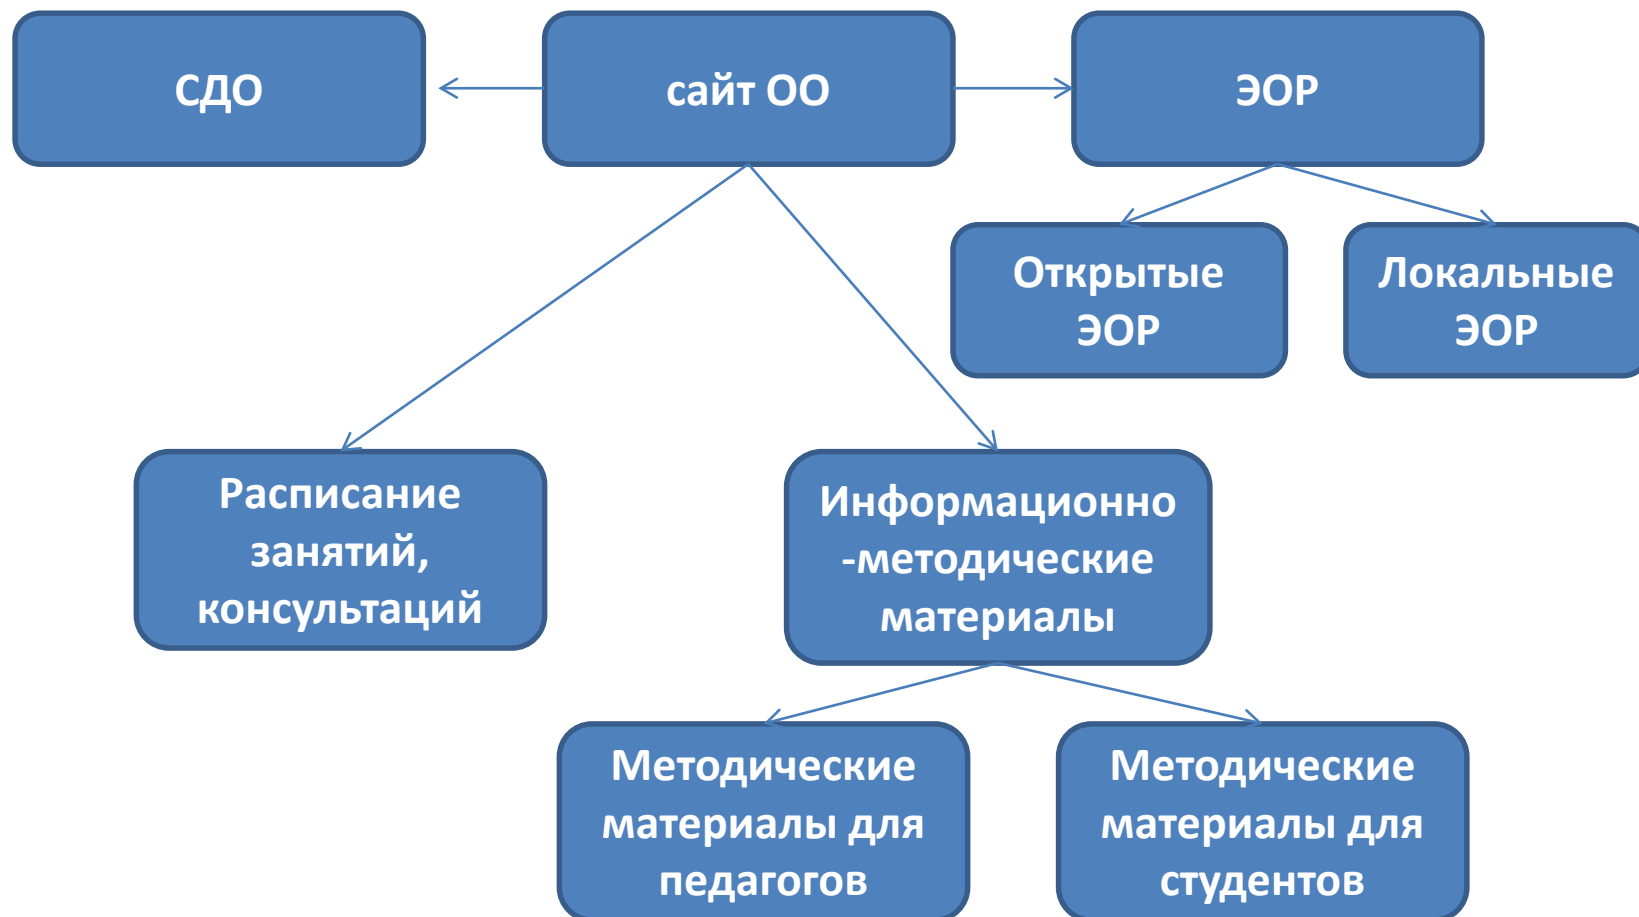 СДО
сайт ОО
ЭОР
Открытые
ЭОР
Локальные
ЭОР
Расписание
занятий,
консультаций
Информационно
-методические
материалы
Методические
материалы для
педагогов
Методические
материалы для
студентов